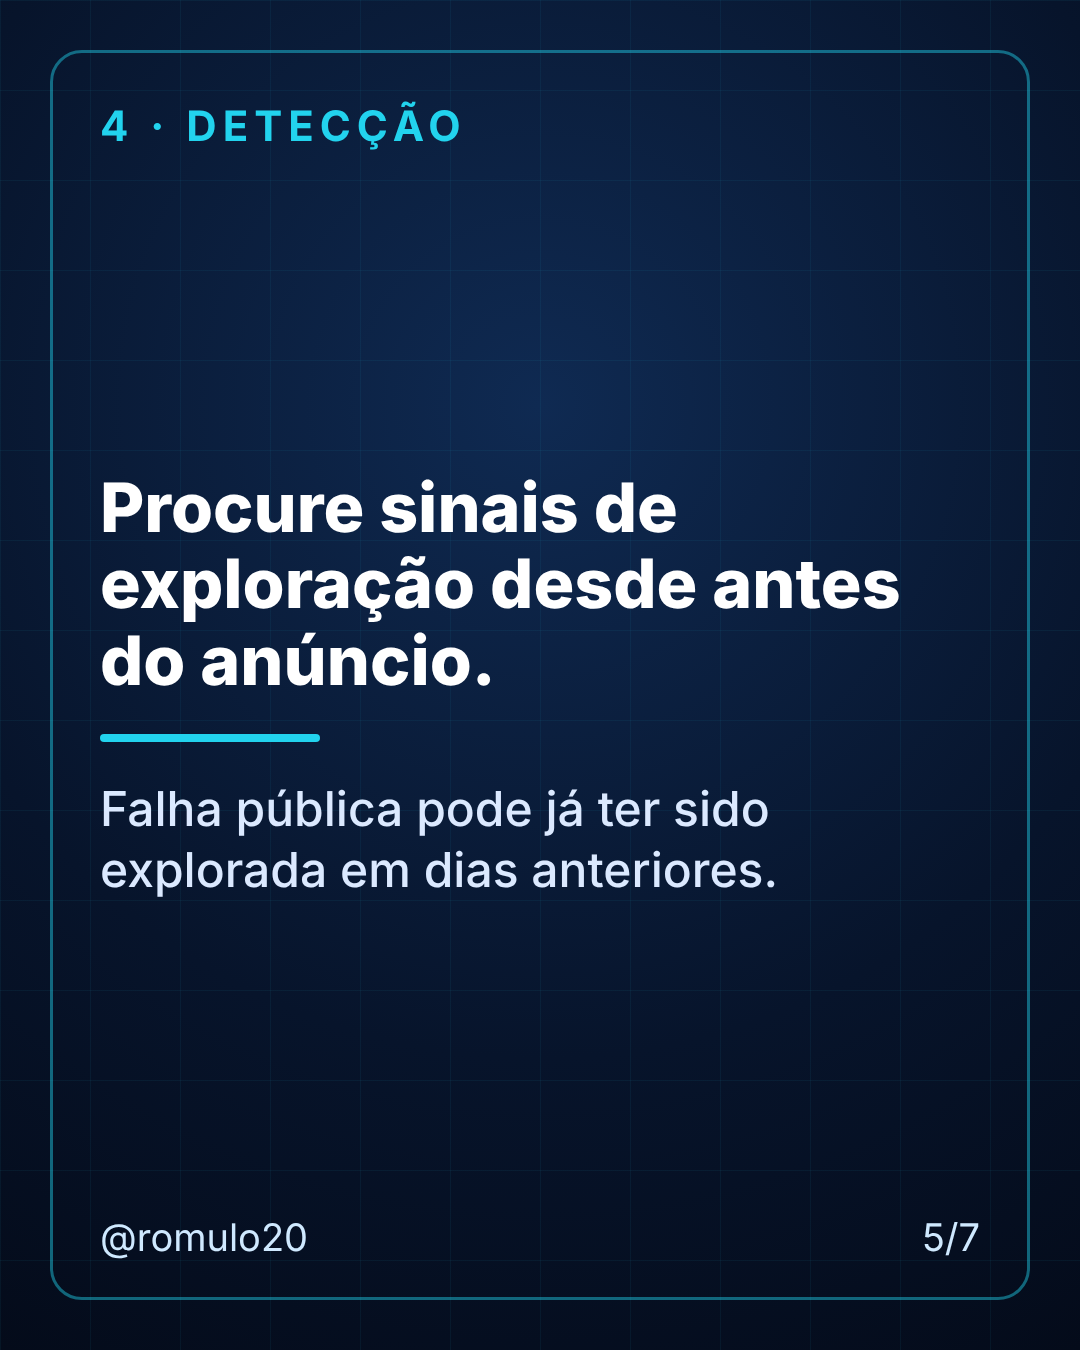 4 · DETECÇÃO
Procure sinais de
exploração desde antes
do anúncio.
Falha pública pode já ter sido
explorada em dias anteriores.
@romulo20
5/7